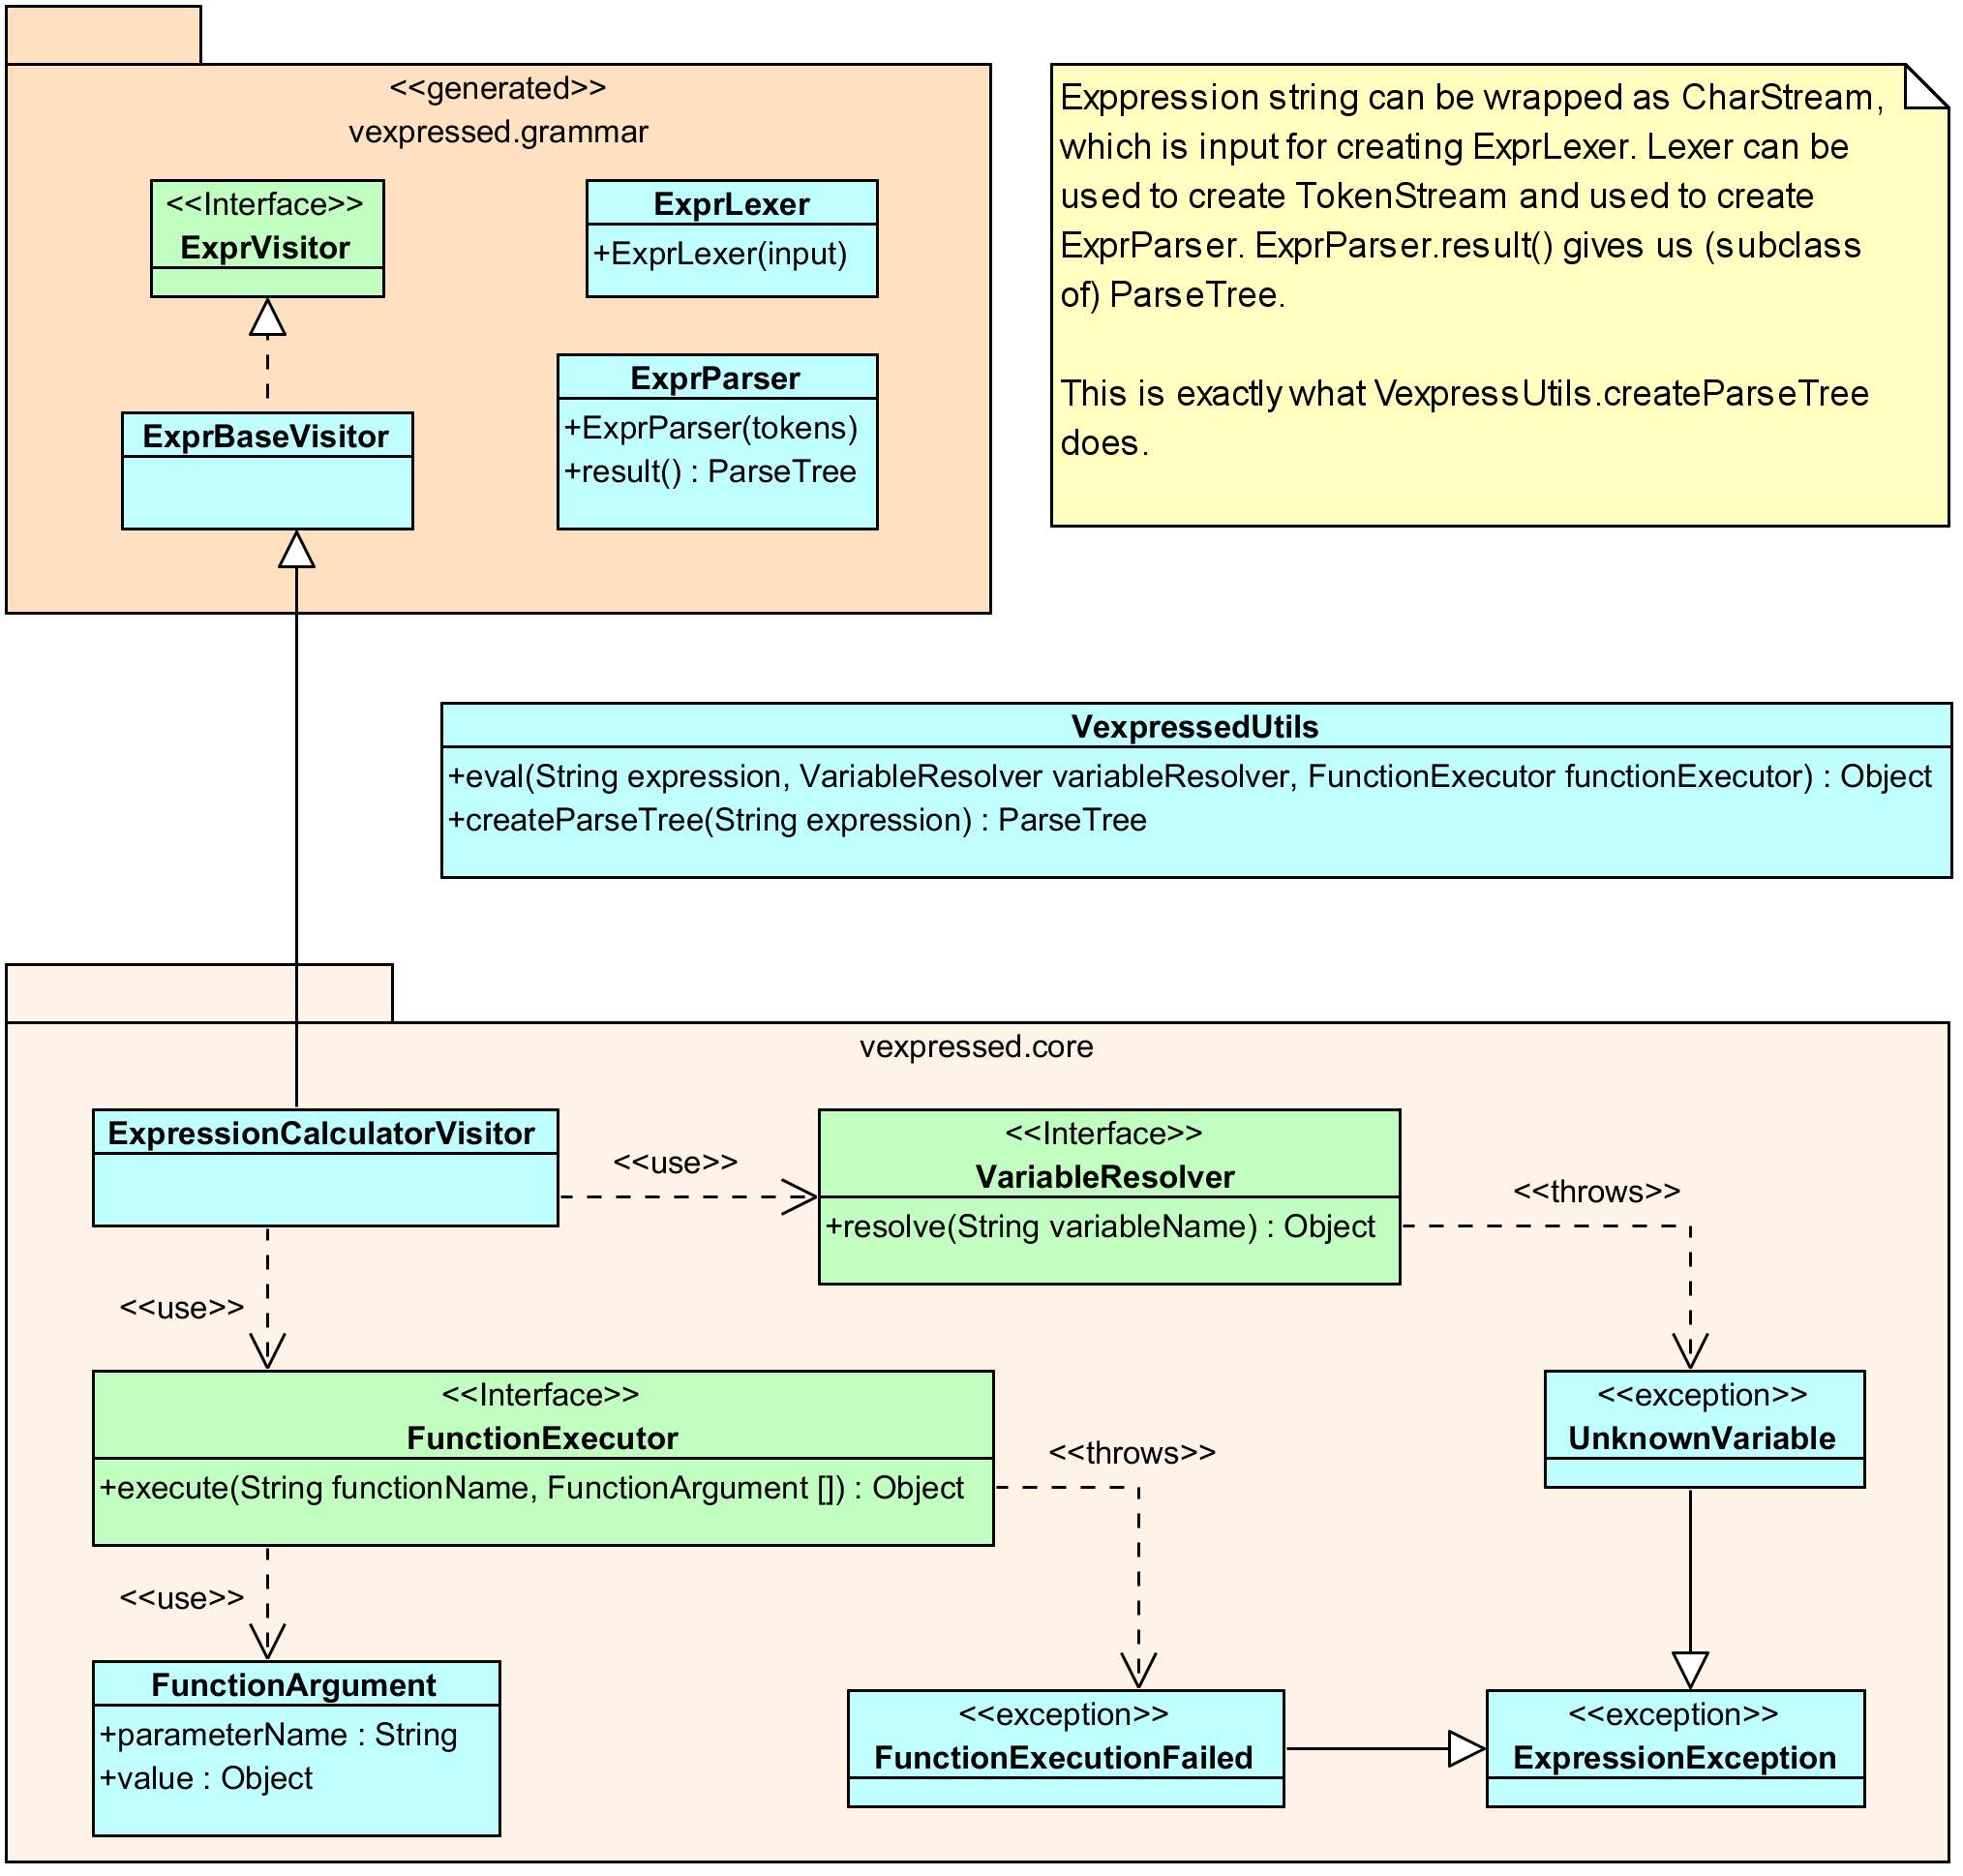 <<generated>>
vexpressed.grammar
<<Interface>>
ExprVisitor
ExprLexer
+ExprLexer(input)
ExprBaseVisitor
ExprParser
+ExprParser(tokens)
+result() : ParseTree
Exppression string can be wrapped as CharStream,
which is input for creating ExprLexer. Lexer can be
used to create TokenStream and used to create
ExprParser. ExprParser.result() gives us (subclass
of) ParseTree.
This is exactly what VexpressUtils.createParseTree
does.
VexpressedUtils
+eval(String expression, VariableResolver variableResolver, FunctionExecutor functionExecutor) : Object
+createParseTree(String expression) : ParseTree
vexpressed.core
ExpressionCalculatorVisitor
<<use>>
<<Interface>>
VariableResolver
+resolve(String variableName) : Object
<<throws>>
<<use>>
<<Interface>>
FunctionExecutor
+execute(String functionName, FunctionArgument []) : Object
<<throws>>
<<exception>>
UnknownVariable
<<use>>
FunctionArgument
+parameterName : String
+value : Object
<<exception>>
FunctionExecutionFailed
<<exception>>
ExpressionException